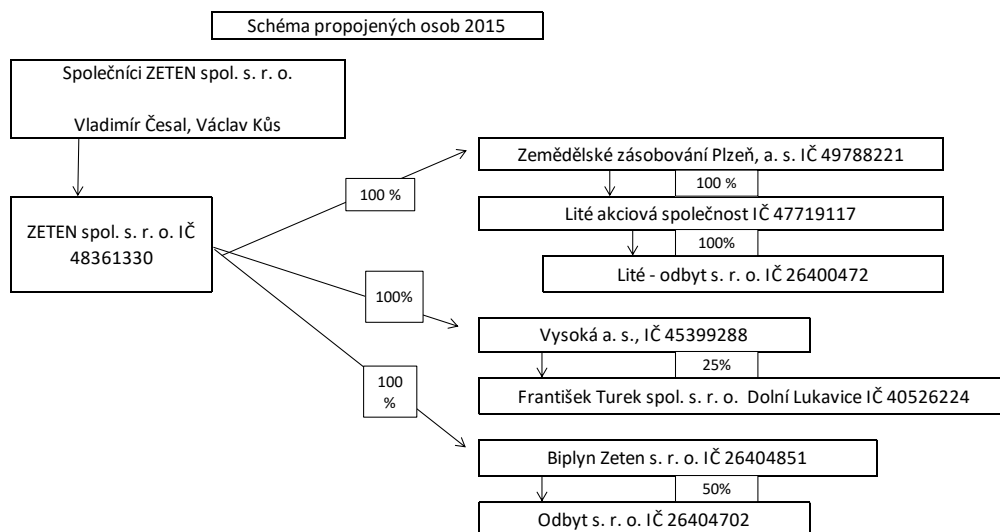 Schéma propojených osob 2015
Společníci ZETEN spol. s. r. o.
Vladimír Česal, Václav Kůs
ZETEN spol. s. r. o. IČ
48361330
100 %
100%
100
%
Zemědělské zásobování Plzeň, a. s. IČ 49788221
100 %
Lité akciová společnost IČ 47719117
100%
Lité - odbyt s. r. o. IČ 26400472
Vysoká a. s., IČ 45399288
25%
František Turek spol. s. r. o.  Dolní Lukavice IČ 40526224
Biplyn Zeten s. r. o. IČ 26404851
50%
Odbyt s. r. o. IČ 26404702